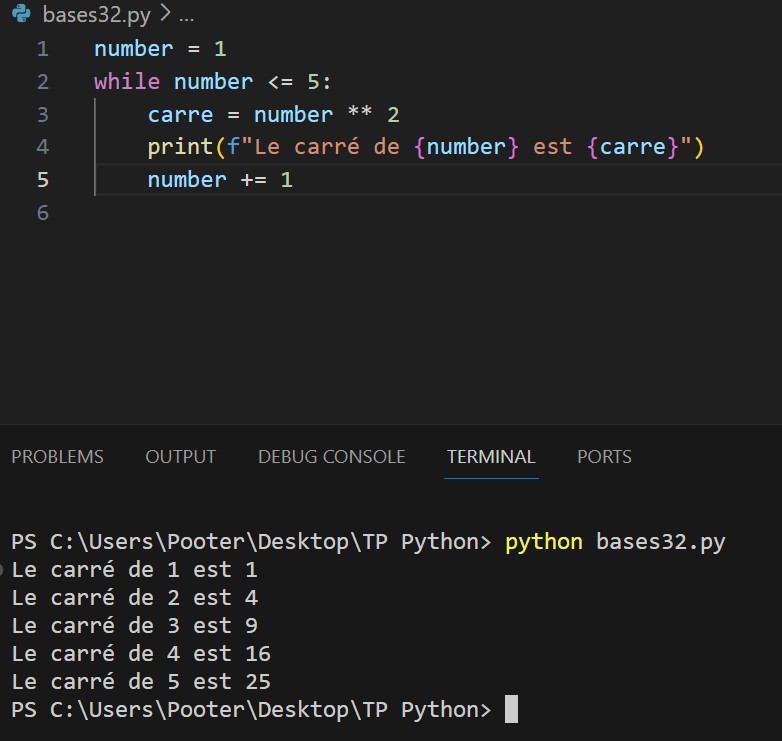 bases32.py > ...
1 number = 1
2 while number <= 5:
3     carre = number ** 2
4     print(f"Le carré de {number} est {carre}")
5     number += 1
6
PROBLEMS OUTPUT DEBUG CONSOLE TERMINAL PORTS
PS C:\Users\Pooter\Desktop\TP Python> python bases32.py
Le carré de 1 est 1
Le carré de 2 est 4
Le carré de 3 est 9
Le carré de 4 est 16
Le carré de 5 est 25
PS C:\Users\Pooter\Desktop\TP Python>